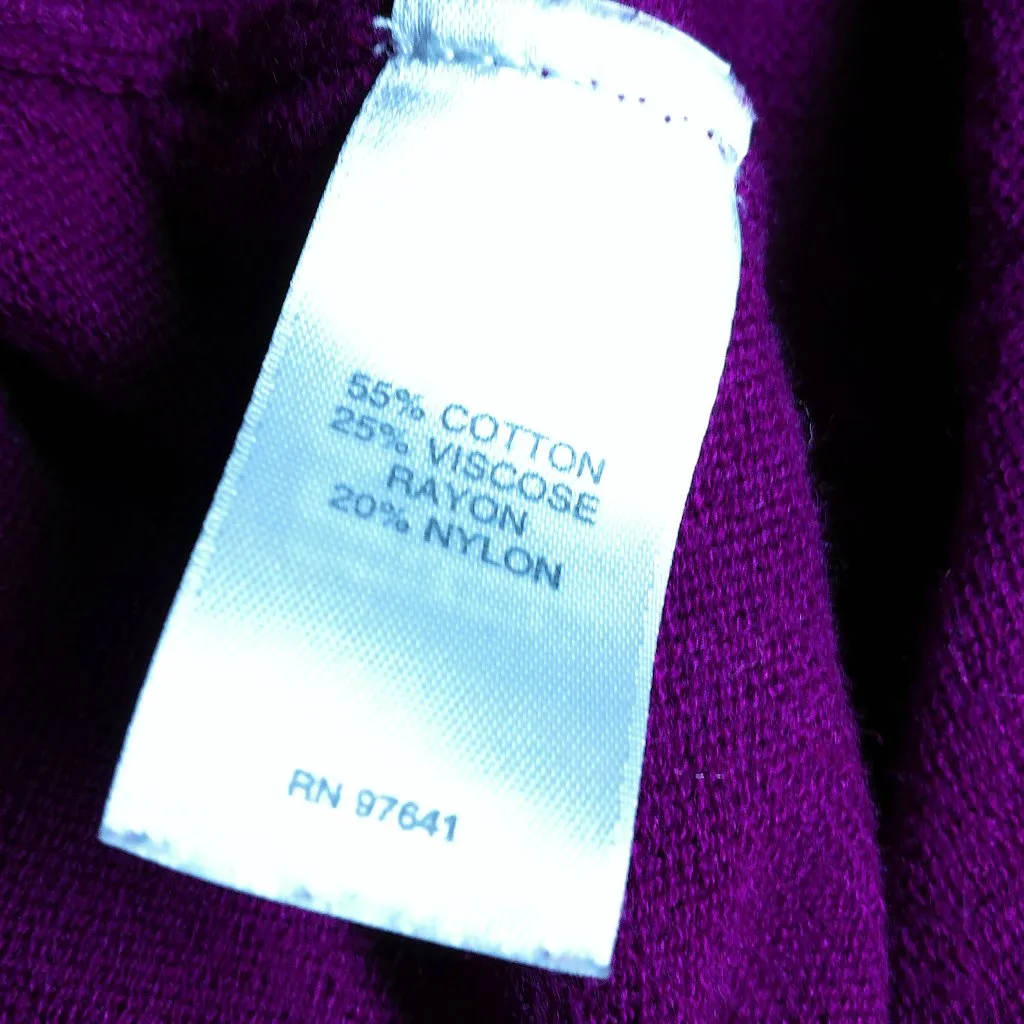 55% COTTON
25% VISCOSE
RAYON
20% NYLON
RN 97641